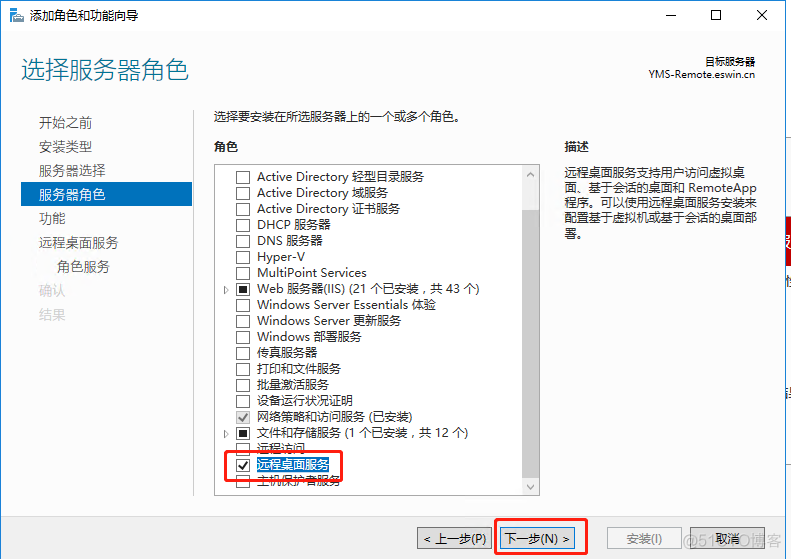 添加角色和功能向导
选择服务器角色
目标服务器
YMS-Remote.eswin.cn
开始之前
安装类型
服务器选择
服务器角色
功能
远程桌面服务
角色服务
确认
结果
选择要安装在所选服务器上的一个或多个角色。
角色
Active Directory 轻型目录服务
Active Directory 域服务
Active Directory 证书服务
DHCP 服务器
DNS 服务器
Hyper-V
MultiPoint Services
Web 服务器(IIS) (21 个已安装，共 43 个)
Windows Server Essentials 体验
Windows Server 更新服务
Windows 部署服务
传真服务器
打印和文件服务
批量激活服务
设备运行状况证明
网络策略和访问服务 (已安装)
文件和存储服务 (1 个已安装，共 12 个)
远程访问
远程桌面服务
主机保护者服务
描述
远程桌面服务支持用户访问虚拟桌
面、基于会话的桌面和 RemoteApp
程序。可以使用远程桌面服务安装来
配置基于虚拟机或基于会话的桌面部
署。
< 上一步(P)
下一步(N) >
安装(I)
取消
@51CTO博客